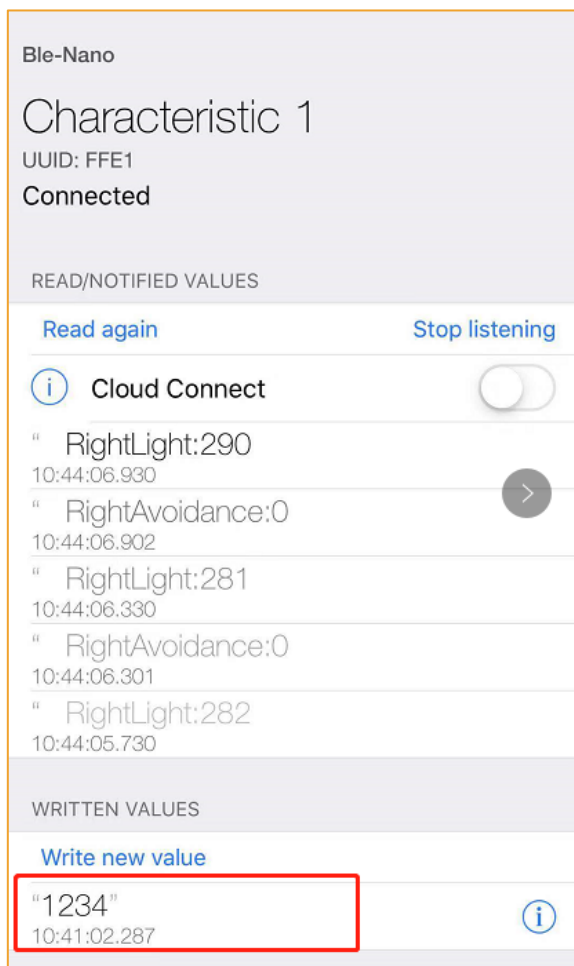 Ble-Nano
Characteristic 1
UUID: FFE1
Connected
READ/NOTIFIED VALUES
Read again Stop listening
i Cloud Connect
“ RightLight:290
10:44:06.930
“ RightAvoidance:0
10:44:06.902
“ RightLight:281
10:44:06.330
“ RightAvoidance:0
10:44:06.301
“ RightLight:282
10:44:05.730
WRITTEN VALUES
Write new value
“1234”
10:41:02.287
i